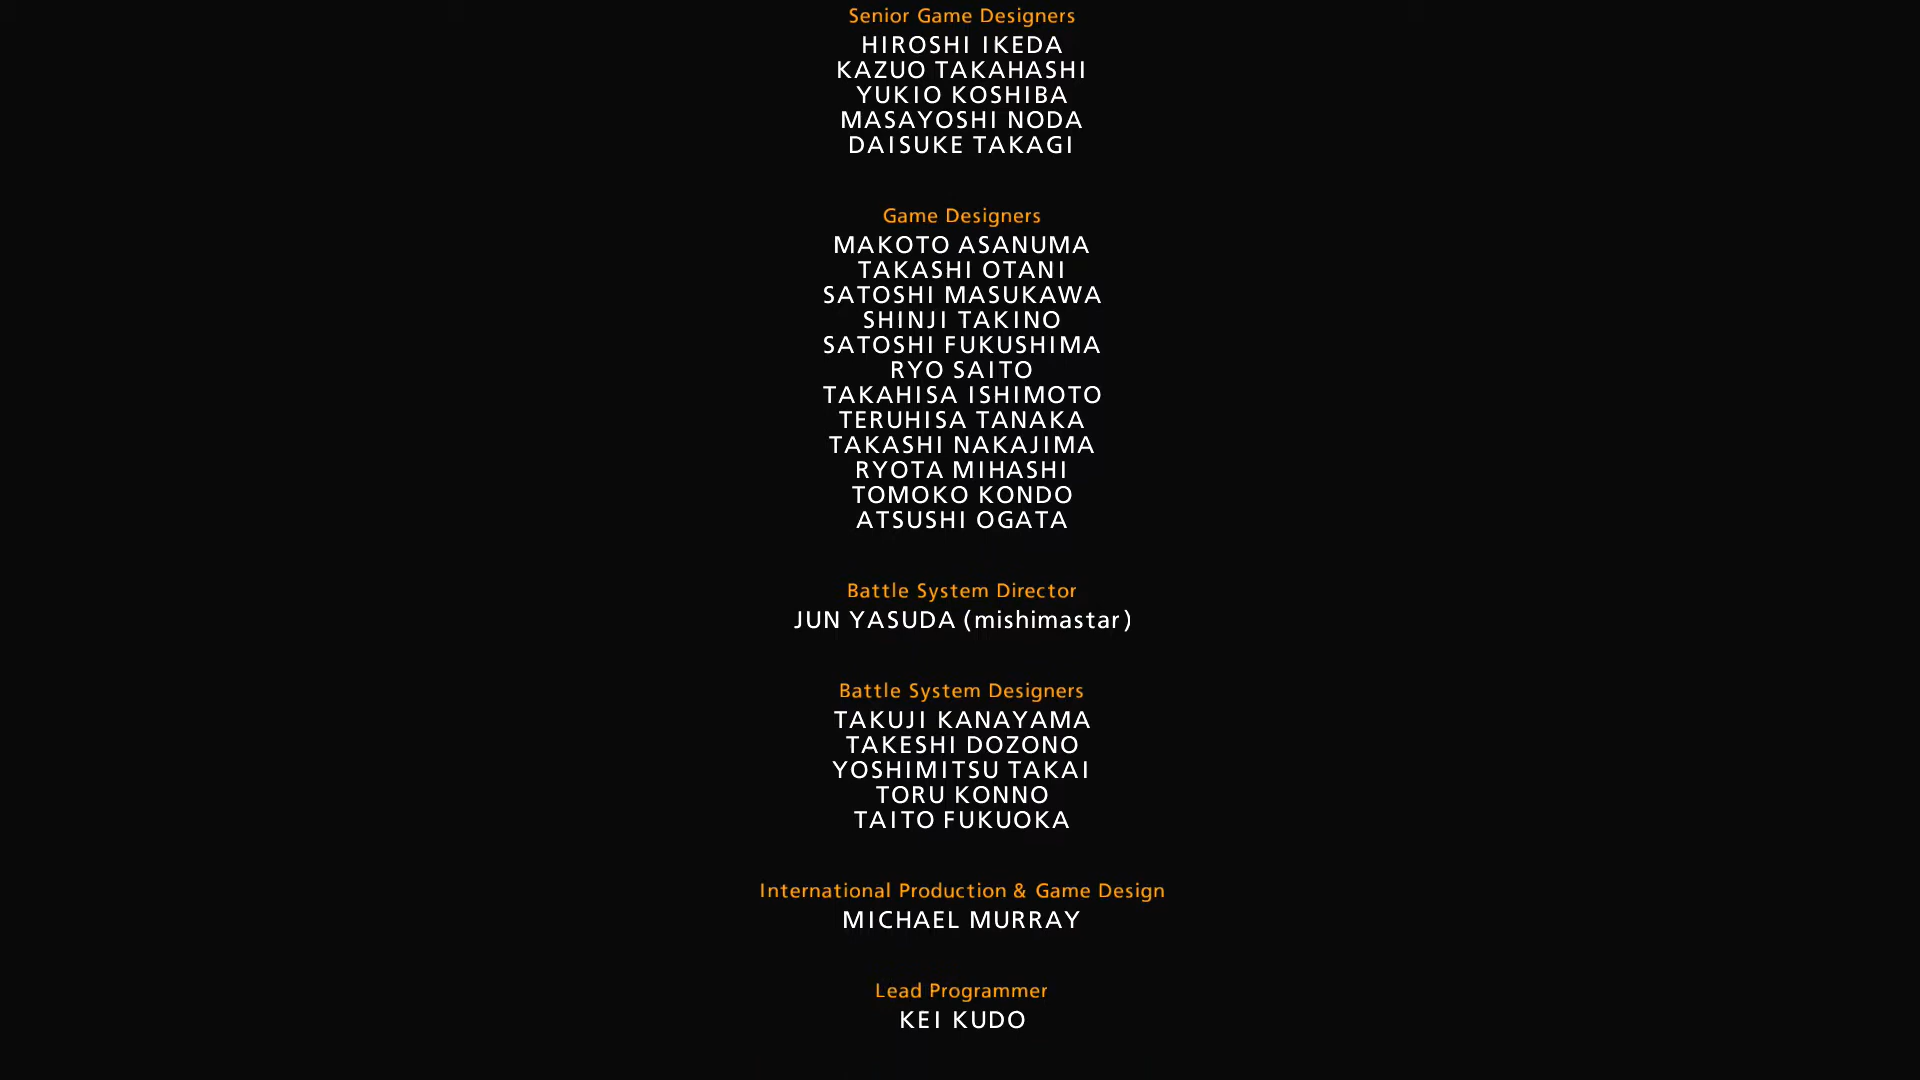 Senior Game Designers
HIROSHI IKEDA
KAZUO TAKAHASHI
YUKIO KOSHIBA
MASAYOSHI NODA
DAISUKE TAKAGI
Game Designers
MAKOTO ASANUMA
TAKASHI OTANI
SATOSHI MASUKAWA
SHINJI TAKINO
SATOSHI FUKUSHIMA
RYO SAITO
TAKAHISA ISHIMOTO
TERUHISA TANAKA
TAKASHI NAKAJIMA
RYOTA MIHASHI
TOMOKO KONDO
ATSUSHI OGATA
Battle System Director
JUN YASUDA (mishimastar)
Battle System Designers
TAKUJI KANAYAMA
TAKESHI DOZONO
YOSHIMITSU TAKAI
TORU KONNO
TAITO FUKUOKA
International Production & Game Design
MICHAEL MURRAY
Lead Programmer
KEI KUDO